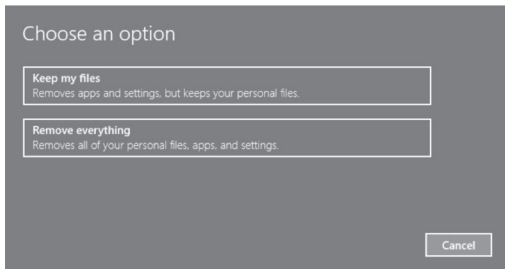 Choose an option
Keep my files
Removes apps and settings, but keeps your personal files.
Remove everything
Removes all of your personal files, apps, and settings.
Cancel